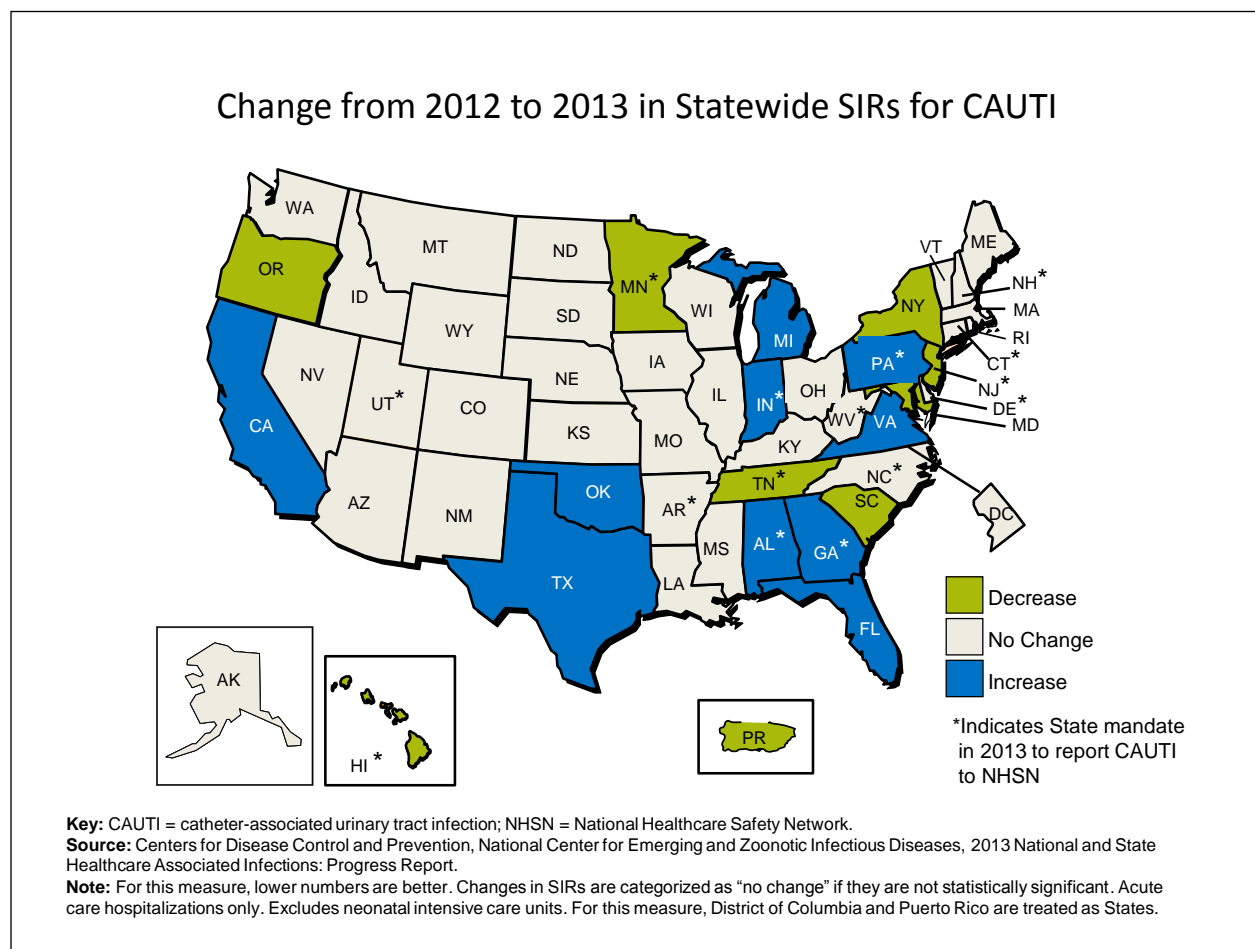 Change from 2012 to 2013 in Statewide SIRs for CAUTI
WA
MT
ND
MN*
OR
ID
WY
SD
WI
MI
VT
ME
NH*
MA
RI
CT*
NY
NJ*
DE*
MD
PA*
NV
UT*
CO
NE
IA
IL
IN*
OH
WV*
VA
CA
KS
MO
KY
AZ
NM
OK
AR*
TN*
NC*
SC
DC
TX
LA
MS
AL*
GA*
FL
AK
HI*
PR
Decrease
No Change
Increase
*Indicates State mandate
in 2013 to report CAUTI
to NHSN
Key: CAUTI = catheter-associated urinary tract infection; NHSN = National Healthcare Safety Network.
Source: Centers for Disease Control and Prevention, National Center for Emerging and Zoonotic Infectious Diseases, 2013 National and State
Healthcare Associated Infections: Progress Report.
Note: For this measure, lower numbers are better. Changes in SIRs are categorized as “no change” if they are not statistically significant. Acute
care hospitalizations only. Excludes neonatal intensive care units. For this measure, District of Columbia and Puerto Rico are treated as States.